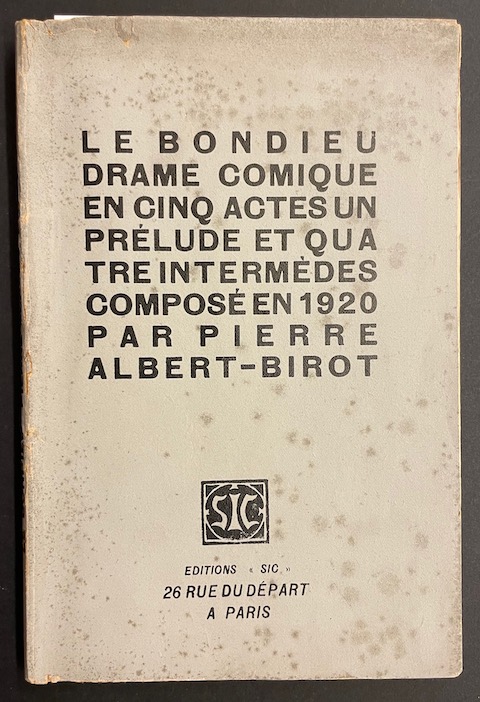 LE BONDIEU
DRAME COMIQUE
EN CINQ ACTES UN
PRÉLUDE ET QUA
TRE INTERMÈDES
COMPOSÉ EN 1920
PAR PIERRE
ALBERT-BIROT
SIC
EDITIONS « SIC »
26 RUE DU DÉPART
A PARIS